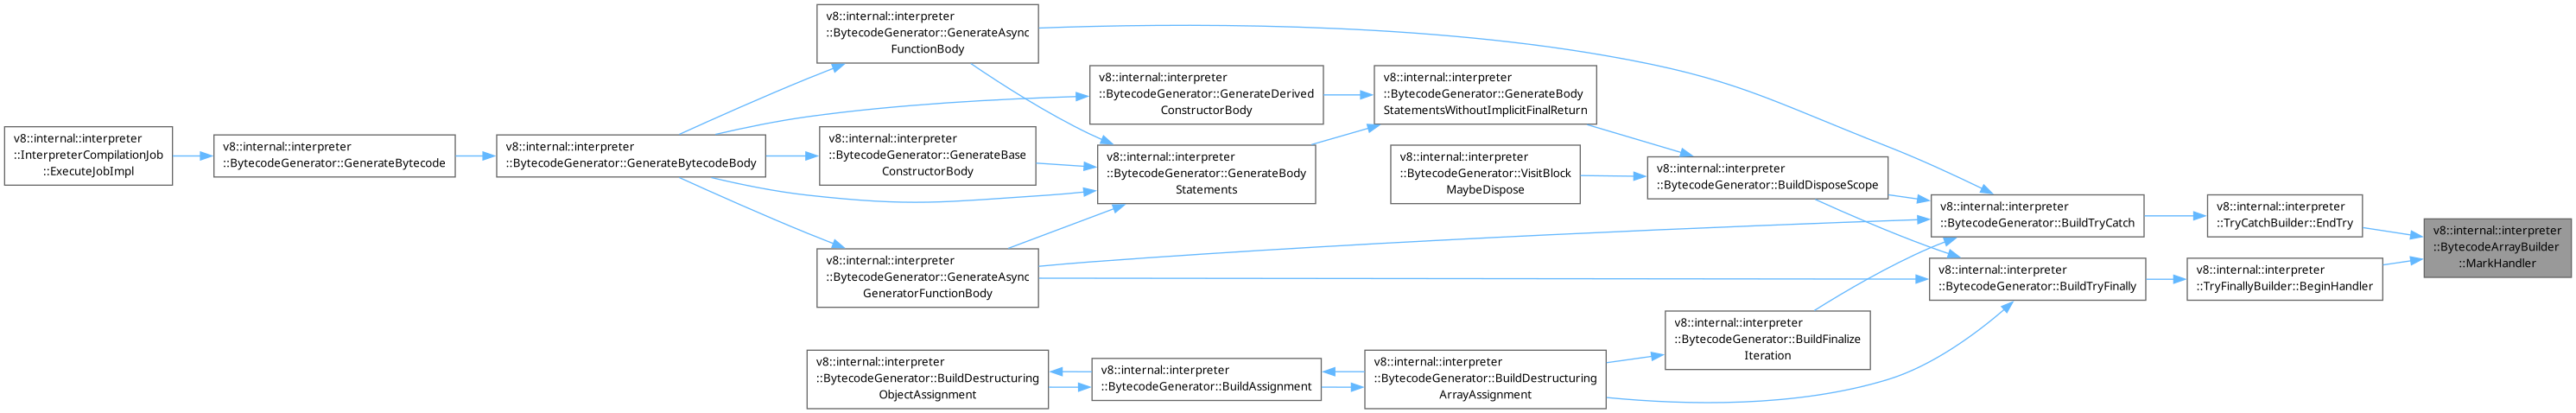 v8::internal::interpreter
::InterpreterCompilationJob
::ExecuteJobImpl
v8::internal::interpreter
::BytecodeGenerator::GenerateBytecode
v8::internal::interpreter
::BytecodeGenerator::GenerateBytecodeBody
v8::internal::interpreter
::BytecodeGenerator::GenerateAsync
FunctionBody
v8::internal::interpreter
::BytecodeGenerator::GenerateDerived
ConstructorBody
v8::internal::interpreter
::BytecodeGenerator::GenerateBase
ConstructorBody
v8::internal::interpreter
::BytecodeGenerator::GenerateBody
Statements
v8::internal::interpreter
::BytecodeGenerator::GenerateAsync
GeneratorFunctionBody
v8::internal::interpreter
::BytecodeGenerator::GenerateBody
StatementsWithoutImplicitFinalReturn
v8::internal::interpreter
::BytecodeGenerator::VisitBlock
MaybeDispose
v8::internal::interpreter
::BytecodeGenerator::BuildDisposeScope
v8::internal::interpreter
::BytecodeGenerator::BuildTryCatch
v8::internal::interpreter
::TryCatchBuilder::EndTry
v8::internal::interpreter
::BytecodeArrayBuilder
::MarkHandler
v8::internal::interpreter
::BytecodeGenerator::BuildTryFinally
v8::internal::interpreter
::TryFinallyBuilder::BeginHandler
v8::internal::interpreter
::BytecodeGenerator::BuildFinalize
Iteration
v8::internal::interpreter
::BytecodeGenerator::BuildDestructuring
ObjectAssignment
v8::internal::interpreter
::BytecodeGenerator::BuildAssignment
v8::internal::interpreter
::BytecodeGenerator::BuildDestructuring
ArrayAssignment